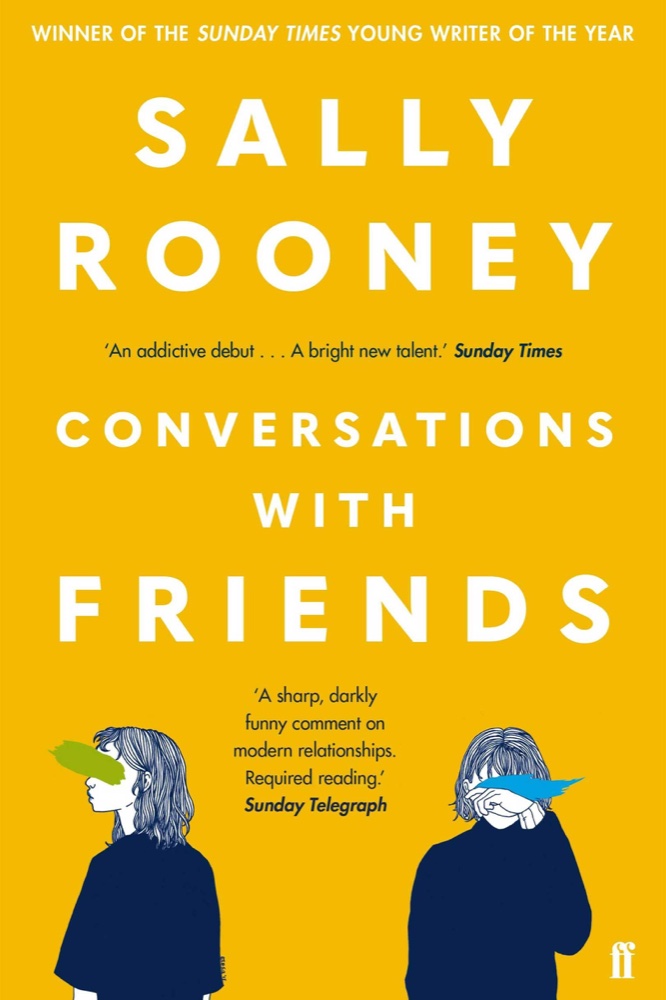 WINNER OF THE SUNDAY TIMES YOUNG WRITER OF THE YEAR
SALLY
ROONEY
‘An addictive debut . . . A bright new talent.’ Sunday Times
CONVERSATIONS
WITH
FRIENDS
‘A sharp, darkly
funny comment on
modern relationships.
Required reading.’
Sunday Telegraph
ff